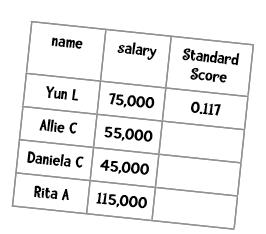 name salary Standard Score
Yun L 75,000 0.117
Allie C 55,000
Daniela C 45,000
Rita A 115,000